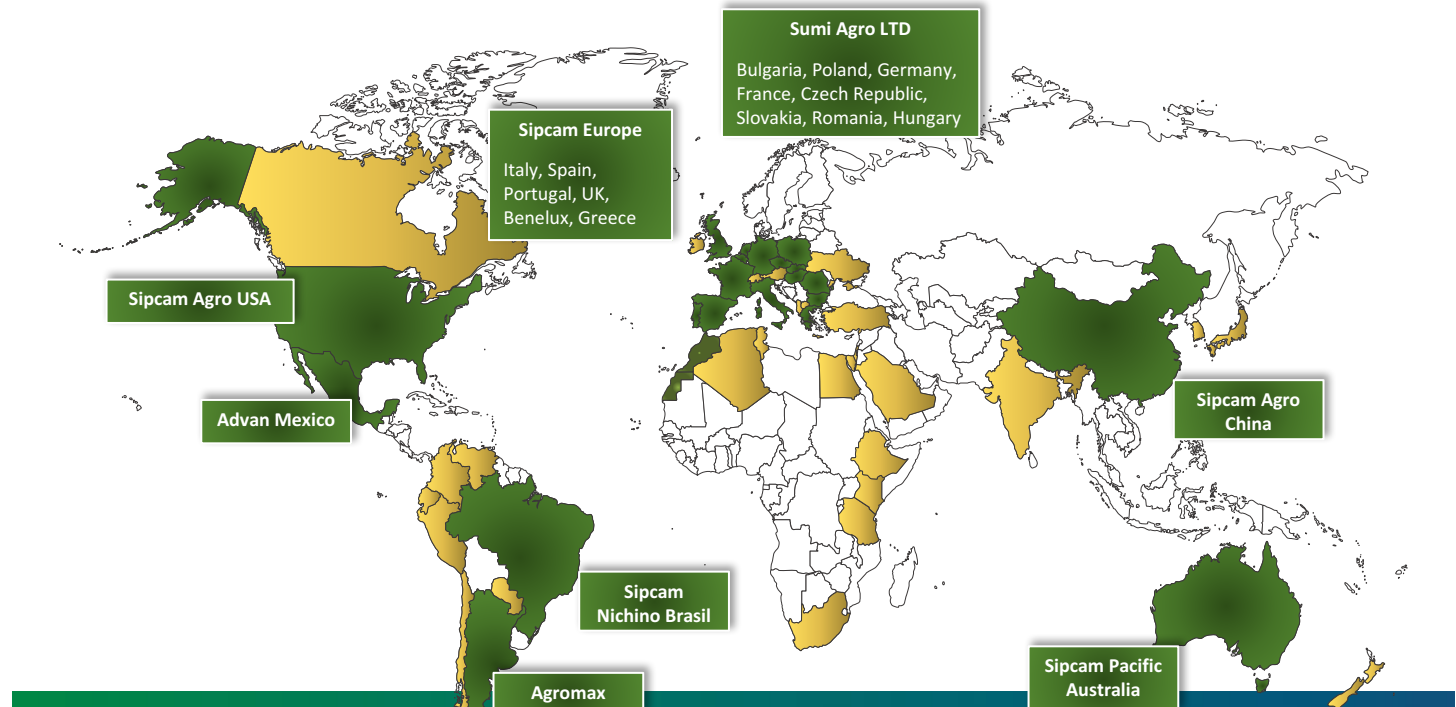 Sumi Agro LTD
Bulgaria, Poland, Germany,
France, Czech Republic,
Slovakia, Romania, Hungary
Sipcam Europe
Italy, Spain,
Portugal, UK,
Benelux, Greece
Sipcam Agro USA
Advan Mexico
Sipcam Agro
China
Sipcam
Nichino Brasil
Sipcam Pacific
Australia
Agromax